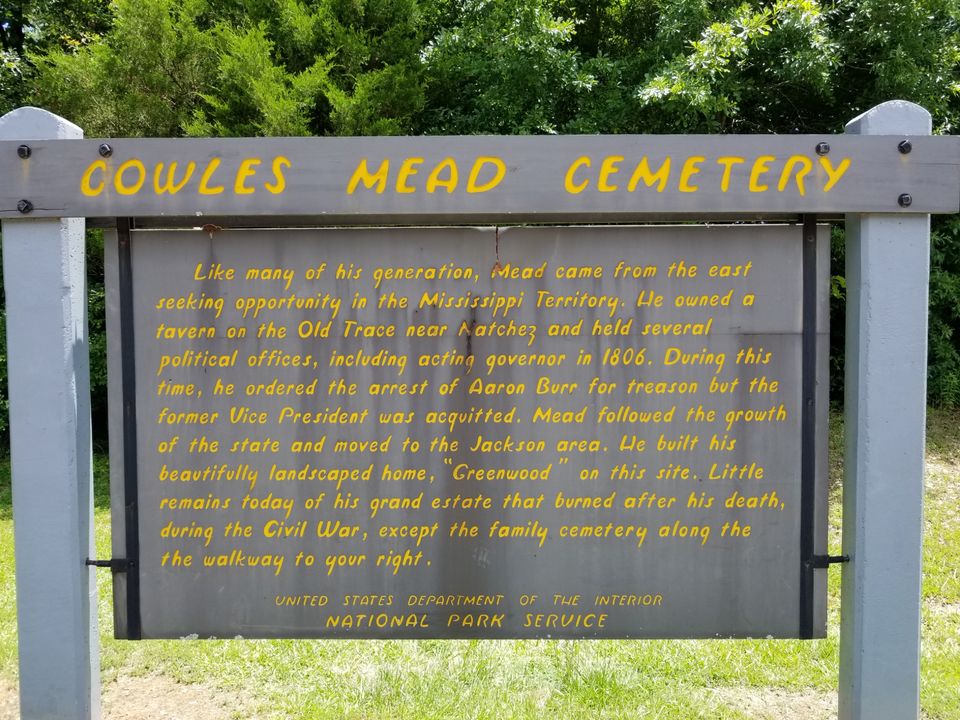 COWLES MEAD CEMETERY
Like many of his generation, Mead came from the east
seeking opportunity in the Mississippi Territory. He owned a
tavern on the Old Trace near Natchez and held several
political offices, including acting governor in 1806. During this
time, he ordered the arrest of Aaron Burr for treason but the
former Vice President was acquitted. Mead followed the growth
of the state and moved to the Jackson area. He built his
beautifully landscaped home, "Greenwood" on this site. Little
remains today of his grand estate that burned after his death,
during the Civil War, except the family cemetery along the
the walkway to your right.
UNITED STATES DEPARTMENT OF THE INTERIOR
NATIONAL PARK SERVICE